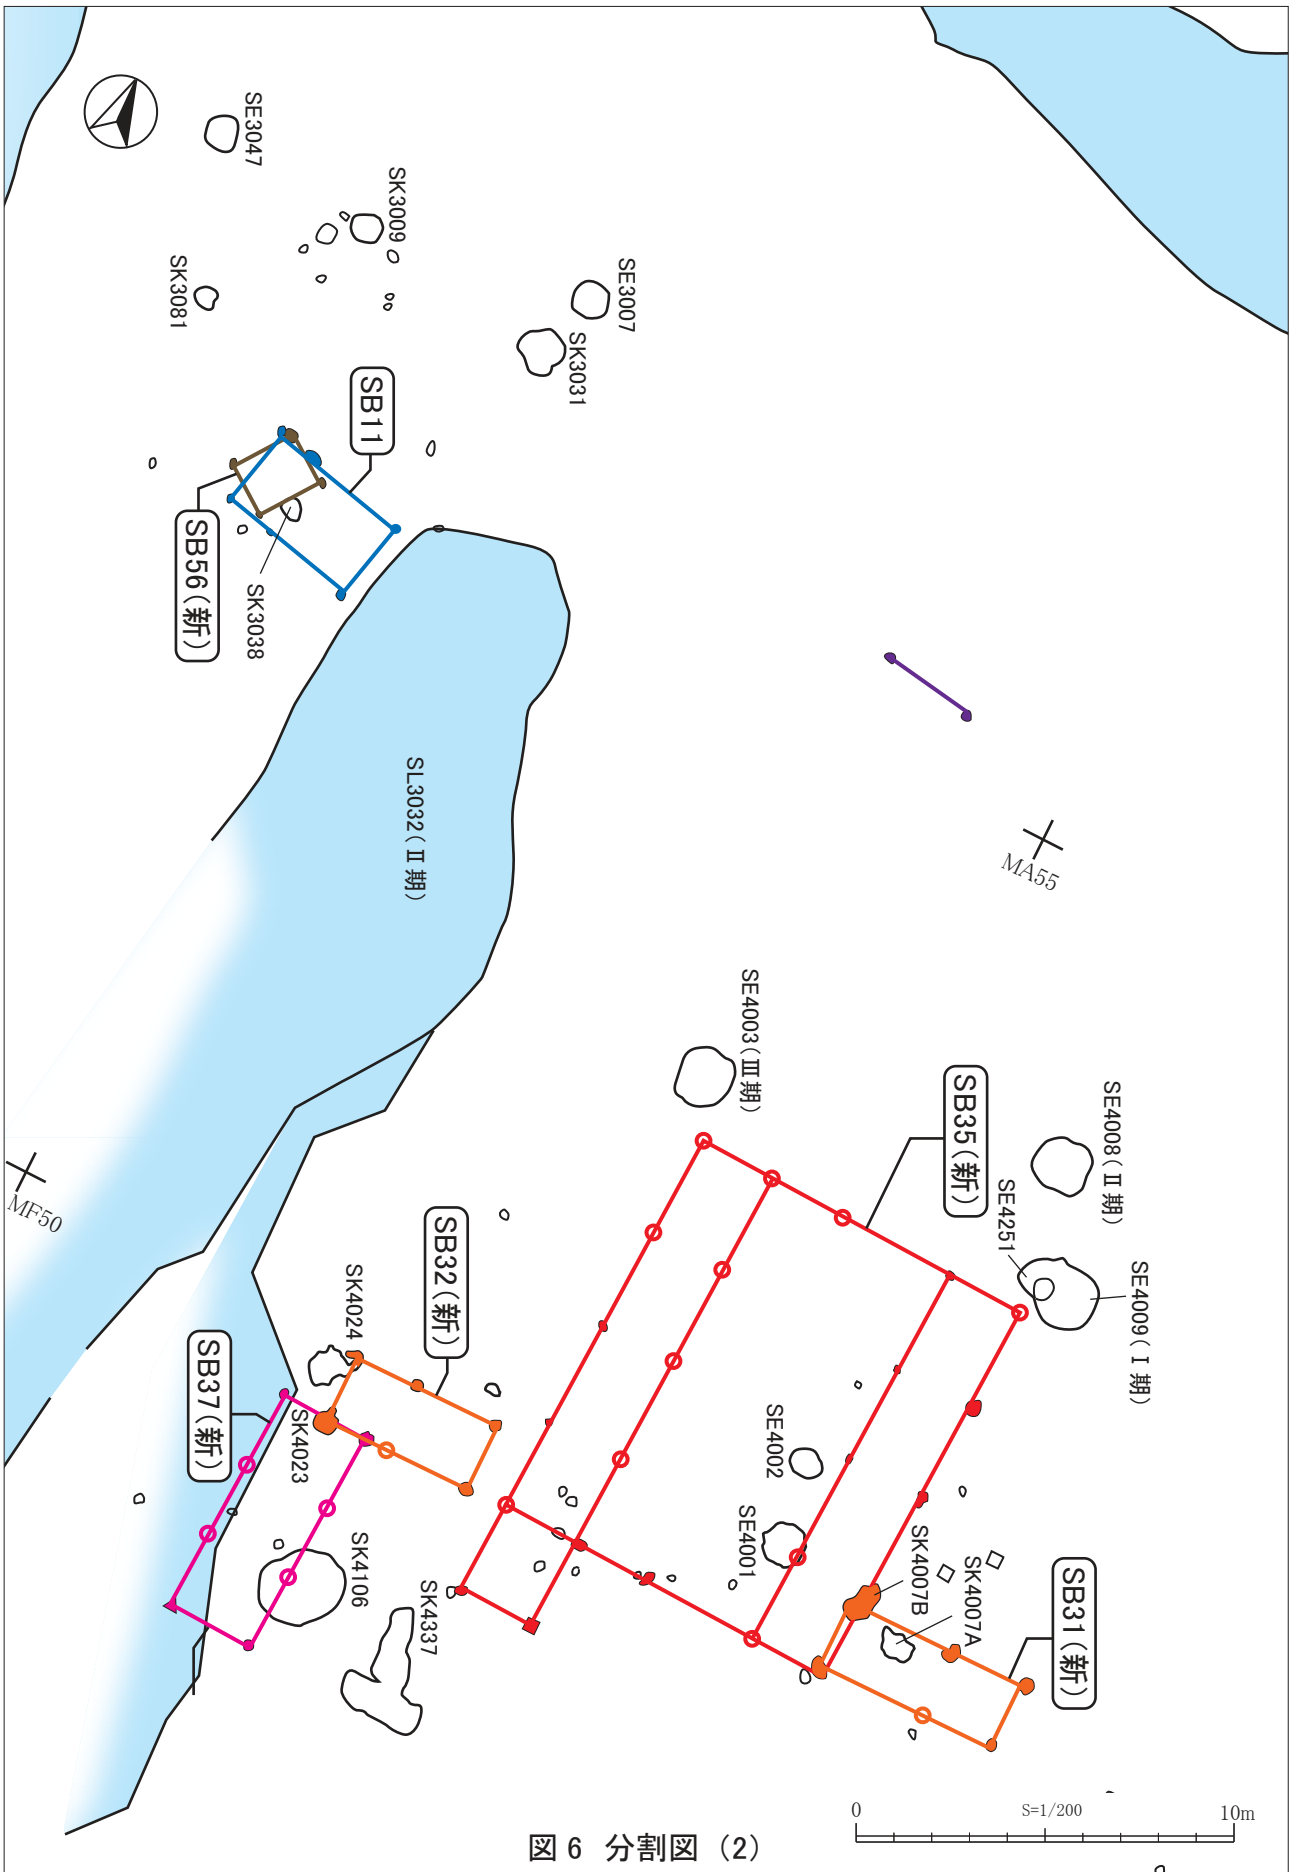 SE3047
SK3009
SK3081
SE3007
SK3031
SB11
SB56（新）
SK3038
SL3032（Ⅱ期）
MA55
SE4003（Ⅲ期）
SB35（新）
SE4008（Ⅱ期）
SE4251
SE4009（Ⅰ期）
MF50
SB32（新）
SK4024
SB37（新）
SK4023
SE4002
SE4001
SK4007B
SK4007A
SB31（新）
SK4106
SK4337
0
S=1/200
10m
図6 分割図（2）